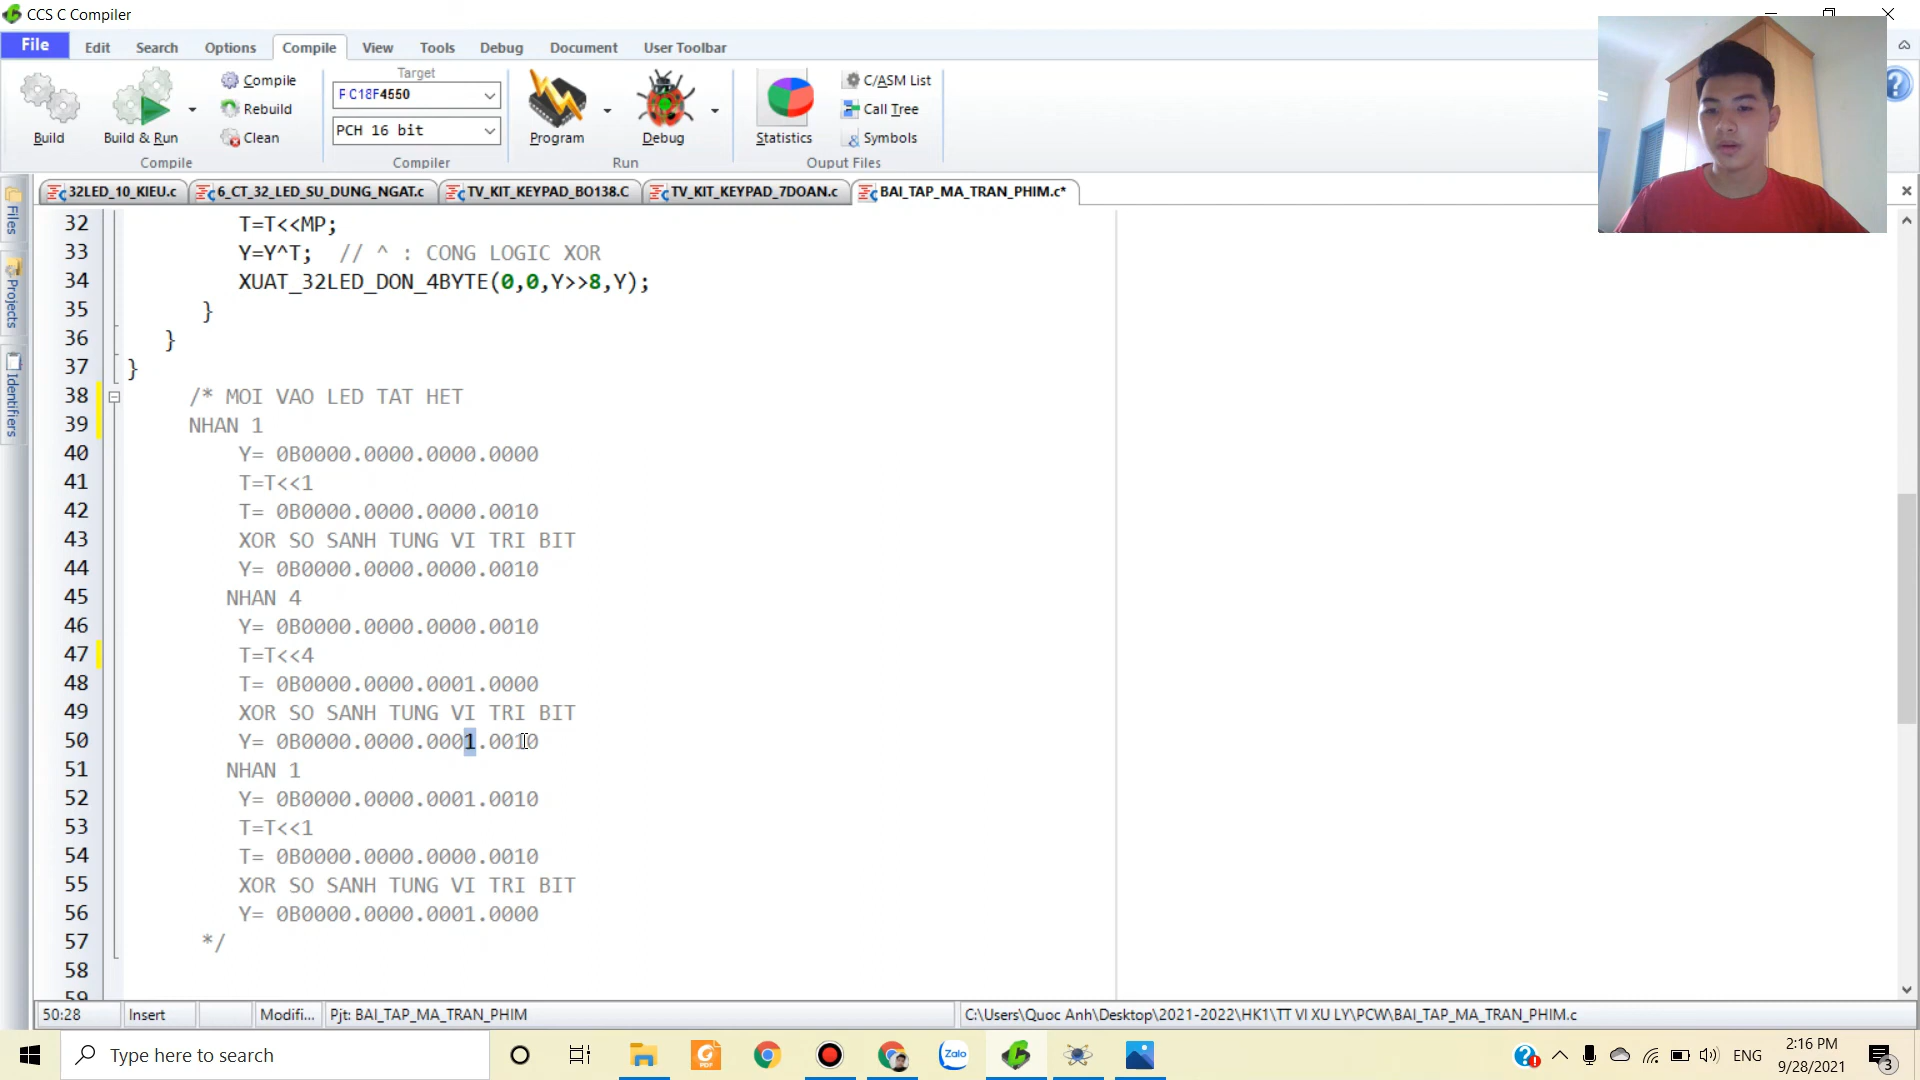 CCS C Compiler
File Edit Search Options Compile View Tools Debug Document User Toolbar
Build
Build & Run
Compile
Rebuild
Clean
Compile
Target
PCH 16 bit
Compiler
Program
Debug
Run
Statistics
C/ASM List
Call Tree
Symbols
Ouput Files
32LED_10_KIEU.c 6_CT_32_LED_SU_DUNG_NGAT.c TV_KIT_KEYPAD_BO138.C TV_KIT_KEYPAD_7DOAN.c BAI_TAP_MA_TRAN_PHIM.c*
Files
Projects
Identifiers
32 T=T<<MP;
33 Y=Y^T; // ^ : CONG LOGIC XOR
34 XUAT_32LED_DON_4BYTE(0,0,Y>>8,Y);
35 }
36 }
37 }
38 /* MOI VAO LED TAT HET
39 NHAN 1
40 Y= 0B0000.0000.0000.0000
41 T=T<<1
42 T= 0B0000.0000.0000.0010
43 XOR SO SANH TUNG VI TRI BIT
44 Y= 0B0000.0000.0000.0010
45 NHAN 4
46 Y= 0B0000.0000.0000.0010
47 T=T<<4
48 T= 0B0000.0000.0001.0000
49 XOR SO SANH TUNG VI TRI BIT
50 Y= 0B0000.0000.0001.0010
51 NHAN 1
52 Y= 0B0000.0000.0001.0010
53 T=T<<1
54 T= 0B0000.0000.0000.0010
55 XOR SO SANH TUNG VI TRI BIT
56 Y= 0B0000.0000.0001.0000
57 */
58
59
50:28 Insert Modifi... Pjt: BAI_TAP_MA_TRAN_PHIM C:\Users\Quoc Anh\Desktop\2021-2022\HK1\TT VI XU LY\PCW\BAI_TAP_MA_TRAN_PHIM.c
Type here to search
Zalo
ENG
2:16 PM
9/28/2021
3